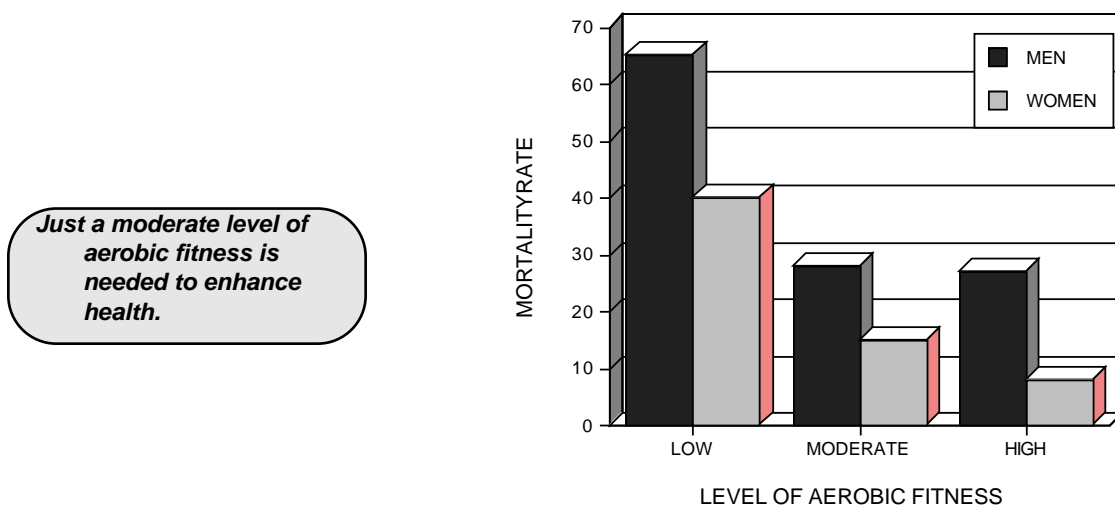 Just a moderate level of
aerobic fitness is
needed to enhance
health.
MORTALITYRATE
70
60
50
40
30
20
10
0
MEN
WOMEN
LOW MODERATE HIGH
LEVEL OF AEROBIC FITNESS